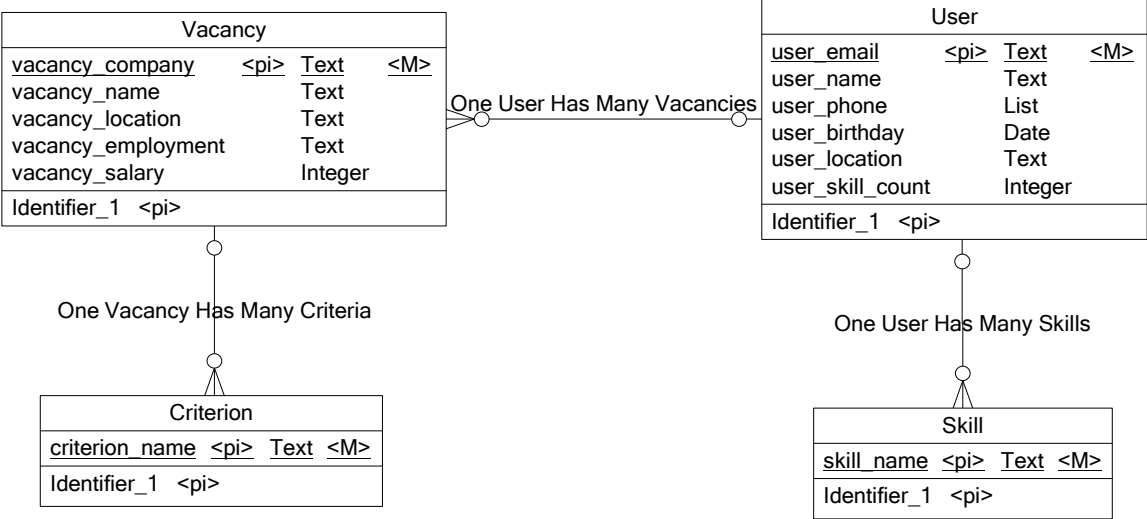 Vacancy
vacancy_company <pi> Text <M>
vacancy_name Text
vacancy_location Text
vacancy_employment Text
vacancy_salary Integer
Identifier_1 <pi>
One User Has Many Vacancies
User
user_email <pi> Text <M>
user_name Text
user_phone List
user_birthday Date
user_location Text
user_skill_count Integer
Identifier_1 <pi>
One Vacancy Has Many Criteria
One User Has Many Skills
Criterion
criterion_name <pi> Text <M>
Identifier_1 <pi>
Skill
skill_name <pi> Text <M>
Identifier_1 <pi>